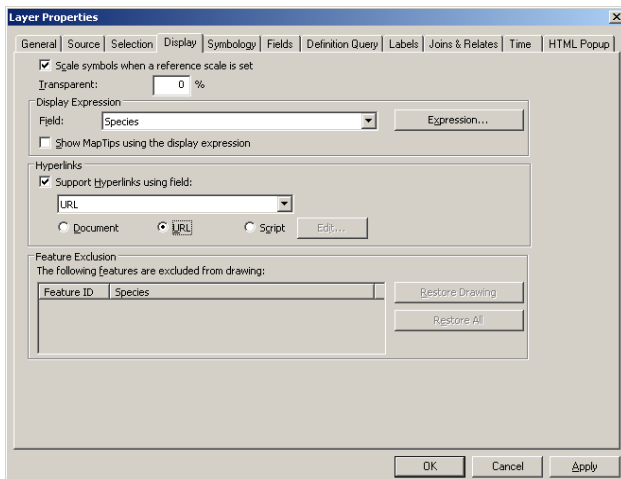 Layer Properties
General Source Selection Display Symbology Fields Definition Query Labels Joins & Relates Time HTML Popup
Scale symbols when a reference scale is set
Transparent: 0 %
Display Expression
Field: Species Expression...
Show MapTips using the display expression
Hyperlinks
Support Hyperlinks using field:
URL
Document URL Script Edit...
Feature Exclusion
The following features are excluded from drawing:
Feature ID Species
Restore Drawing
Restore All
OK Cancel Apply